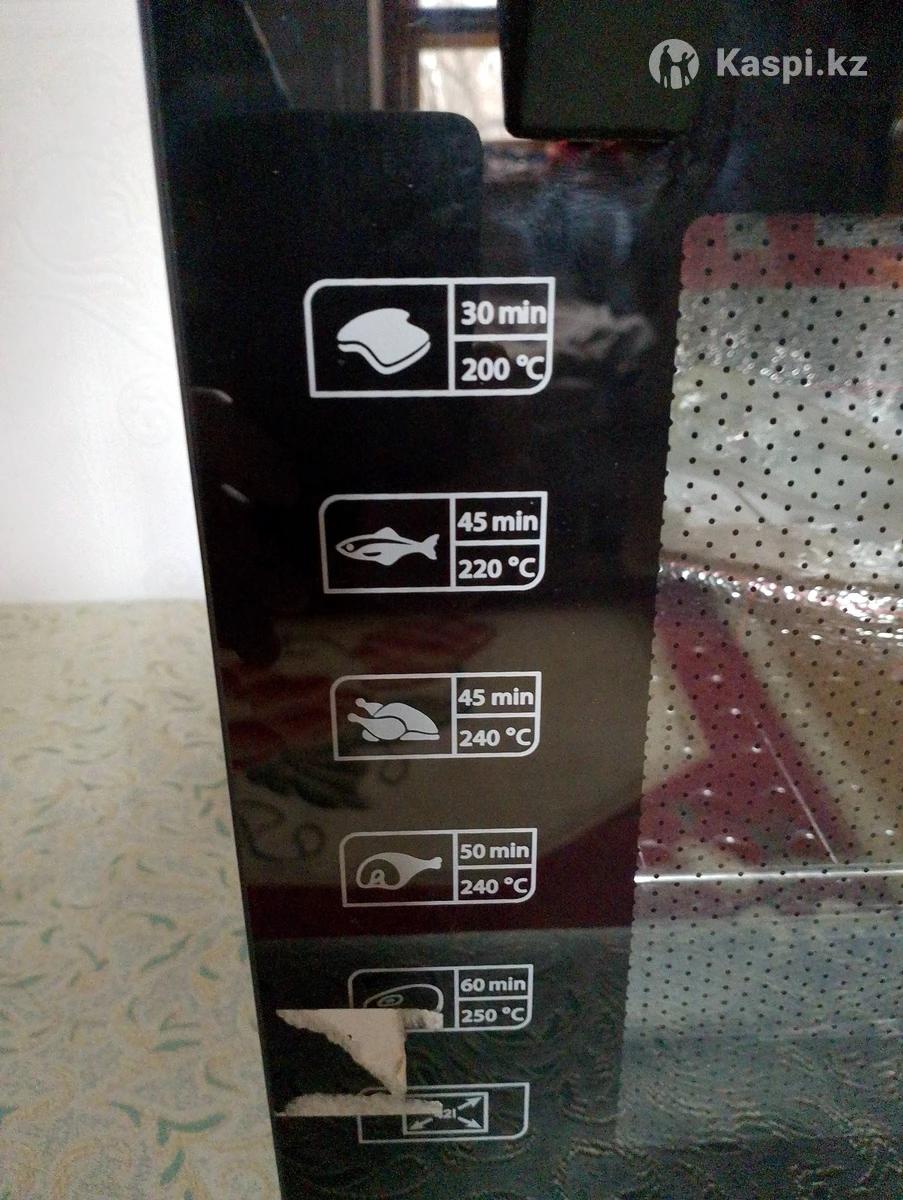 Kaspi.kz
30 min
200 °C
45 min
220 °C
45 min
240 °C
50 min
240 °C
60 min
250 °C